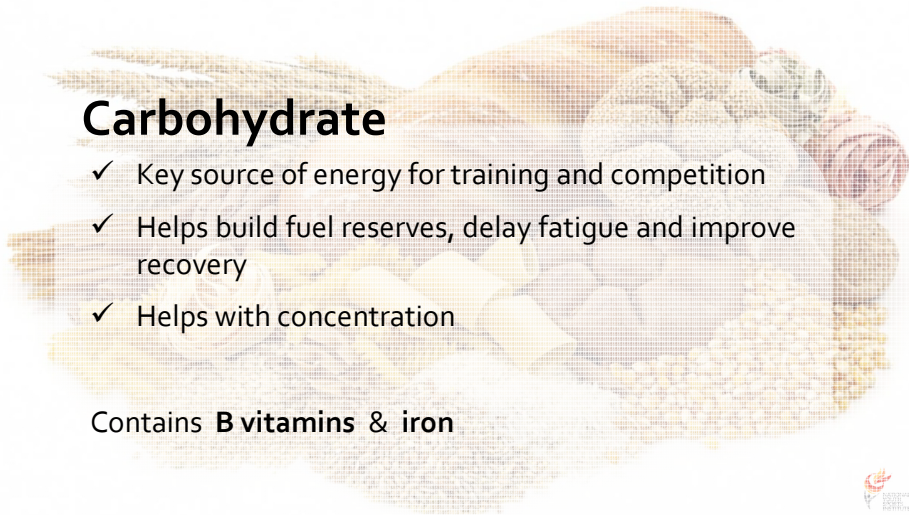 Carbohydrate
✓ Key source of energy for training and competition
✓ Helps build fuel reserves, delay fatigue and improve
recovery
✓ Helps with concentration
Contains B vitamins & iron